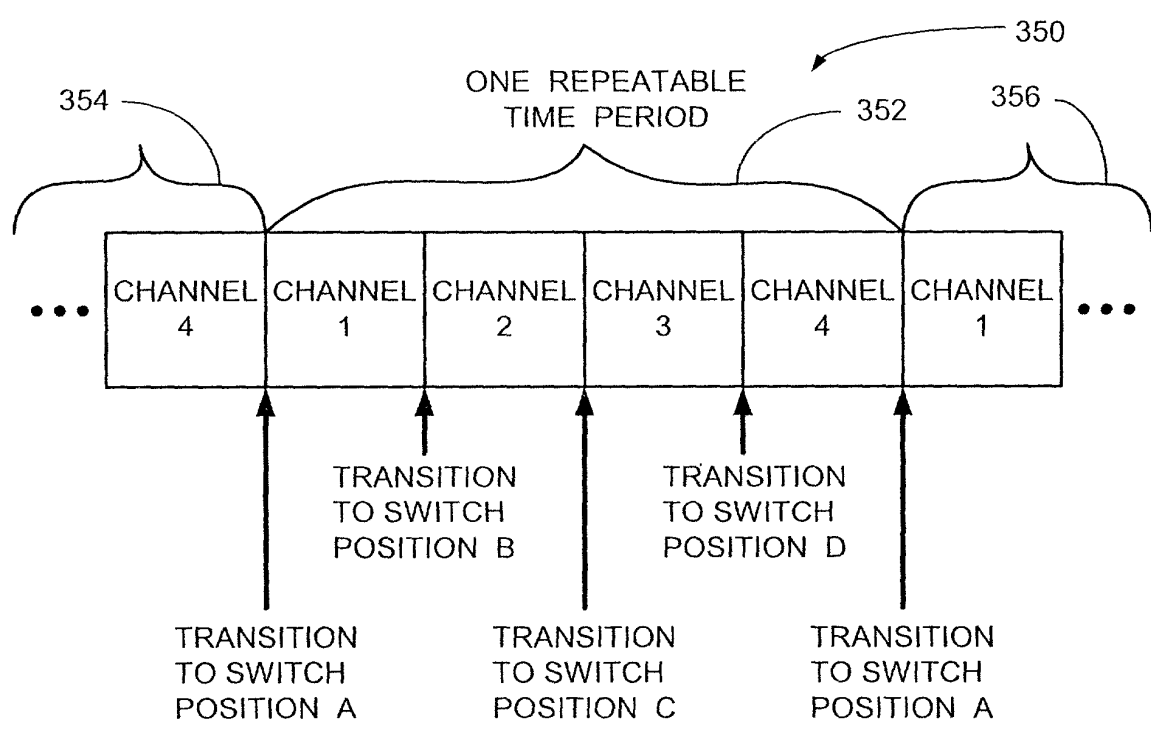 350
ONE REPEATABLE
TIME PERIOD
354
352
356
CHANNEL
4
CHANNEL
1
CHANNEL
2
CHANNEL
3
CHANNEL
4
CHANNEL
1
TRANSITION
TO SWITCH
POSITION B
TRANSITION
TO SWITCH
POSITION D
TRANSITION
TO SWITCH
POSITION A
TRANSITION
TO SWITCH
POSITION C
TRANSITION
TO SWITCH
POSITION A